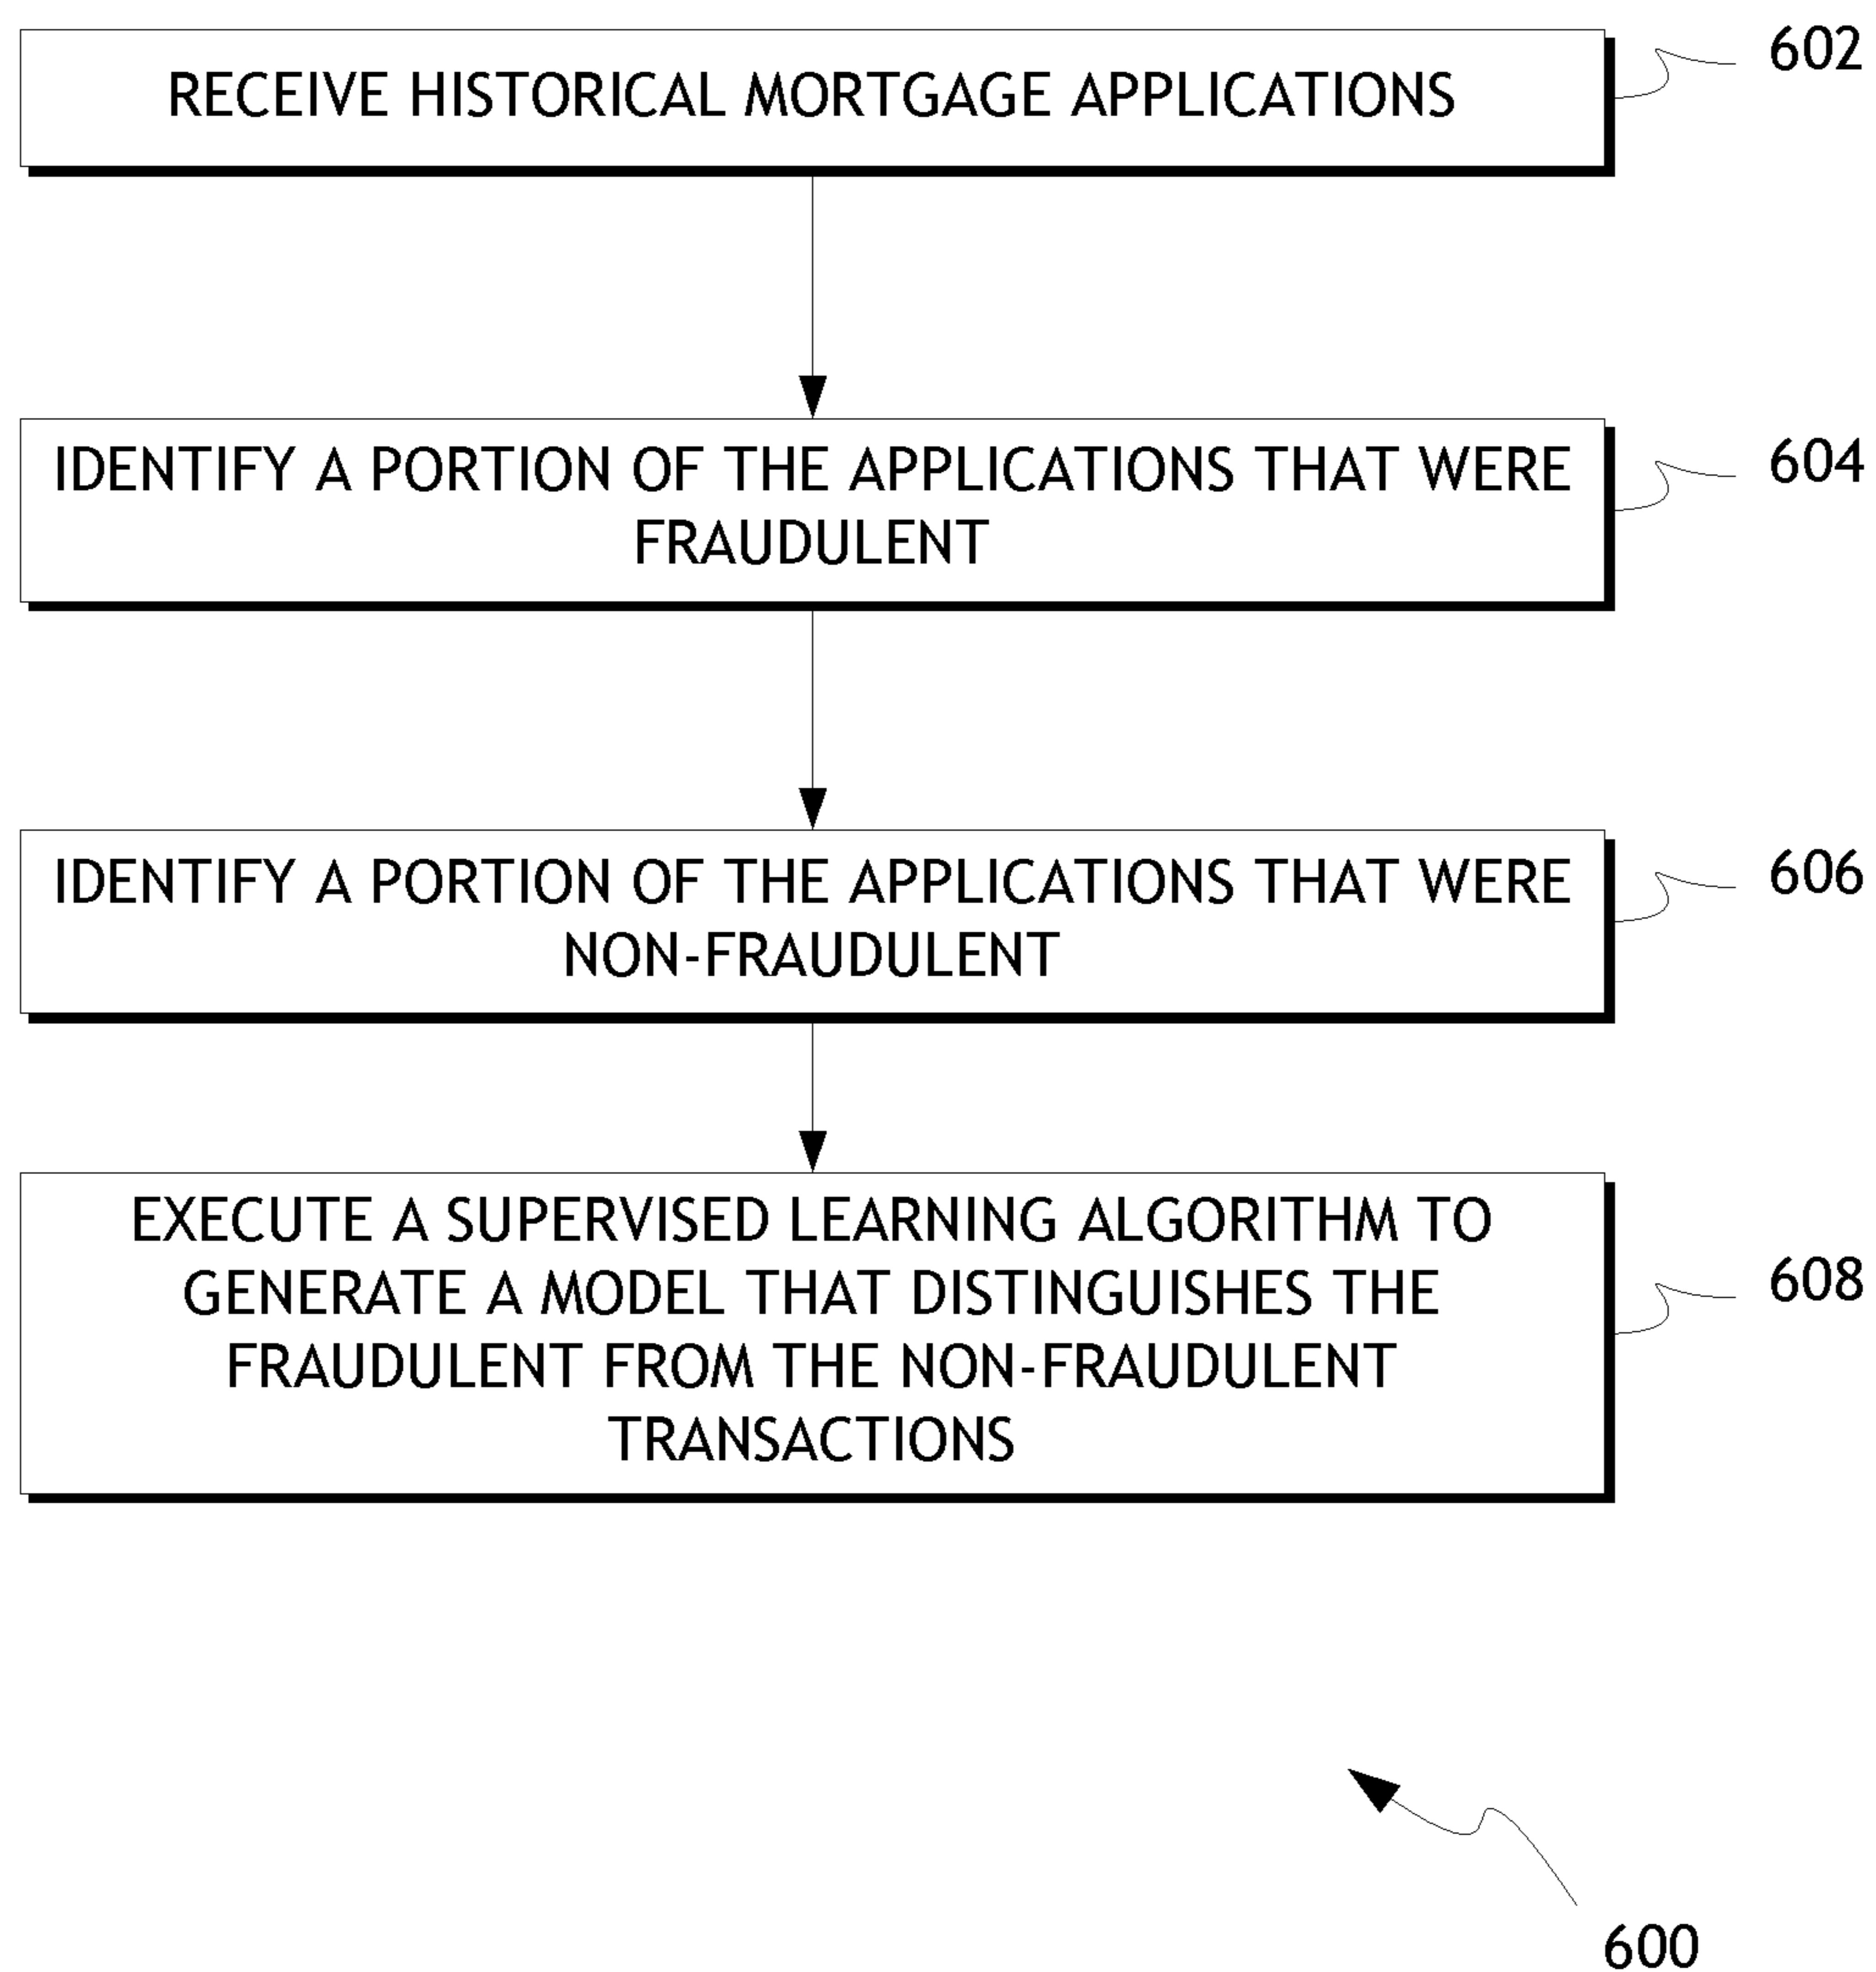 RECEIVE HISTORICAL MORTGAGE APPLICATIONS
602
IDENTIFY A PORTION OF THE APPLICATIONS THAT WERE
FRAUDULENT
604
IDENTIFY A PORTION OF THE APPLICATIONS THAT WERE
NON-FRAUDULENT
606
EXECUTE A SUPERVISED LEARNING ALGORITHM TO
GENERATE A MODEL THAT DISTINGUISHES THE
FRAUDULENT FROM THE NON-FRAUDULENT
TRANSACTIONS
608
600